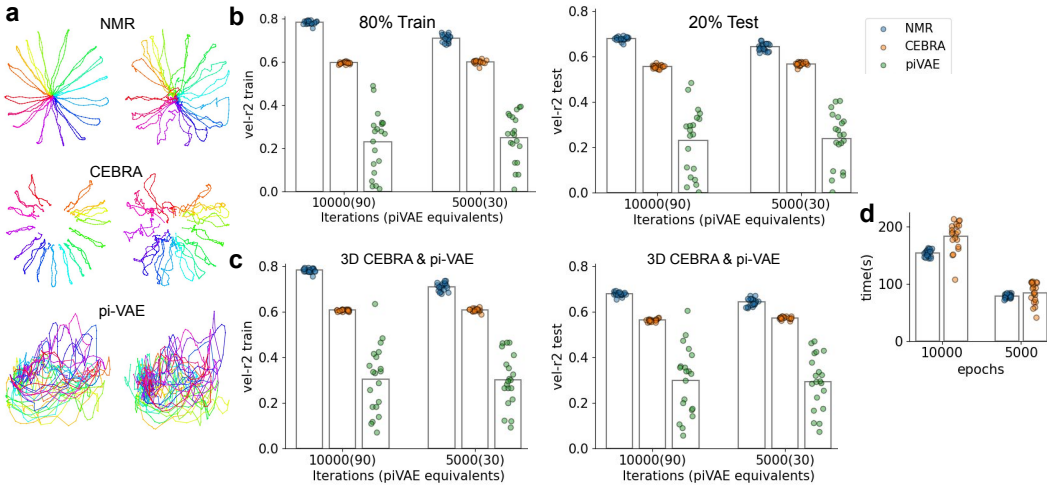 a
NMR
CEBRA
pi-VAE
b
80% Train
vel-r2 train
0.8
0.6
0.4
0.2
0.0
10000(90)
5000(30)
Iterations (piVAE equivalents)
20% Test
vel-r2 test
0.8
0.6
0.4
0.2
0.0
10000(90)
5000(30)
Iterations (piVAE equivalents)
NMR
CEBRA
piVAE
c
3D CEBRA & pi-VAE
vel-r2 train
0.8
0.6
0.4
0.2
0.0
10000(90)
5000(30)
Iterations (piVAE equivalents)
3D CEBRA & pi-VAE
vel-r2 test
0.8
0.6
0.4
0.2
0.0
10000(90)
5000(30)
Iterations (piVAE equivalents)
d
time(s)
200
100
0
10000
5000
epochs